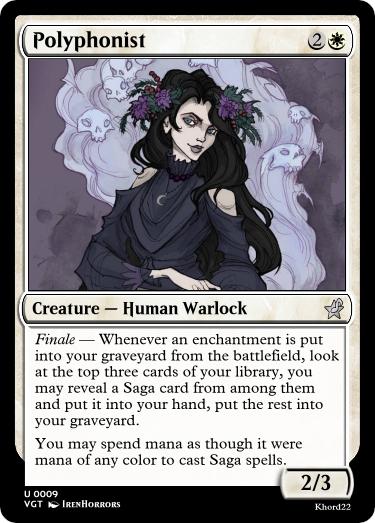 Polyphonist
2
Creature — Human Warlock
Finale — Whenever an enchantment is put
into your graveyard from the battlefield, look
at the top three cards of your library, you
may reveal a Saga card from among them
and put it into your hand, put the rest into
your graveyard.
You may spend mana as though it were
mana of any color to cast Saga spells.
2/3
U 0009
VGT IrenHorrors
Khord22